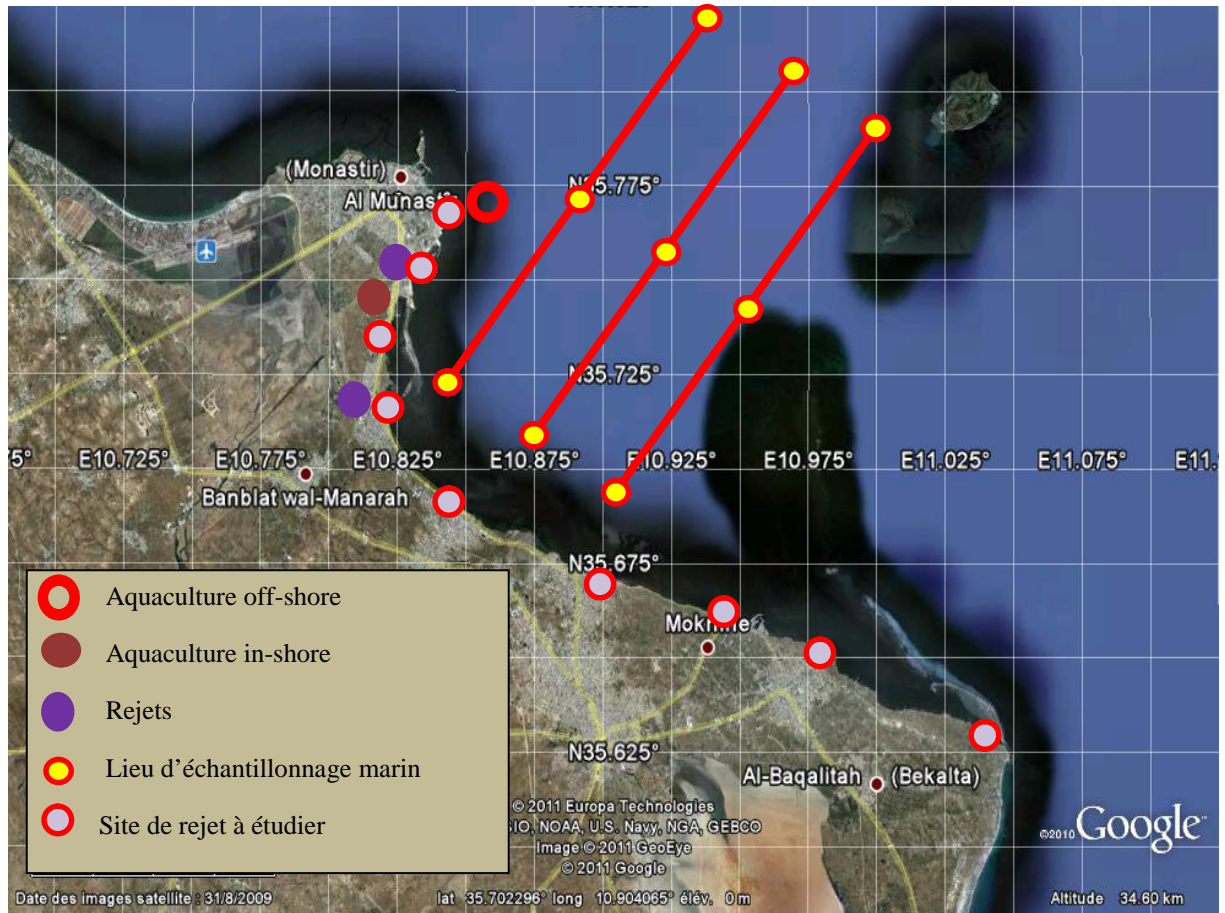 (Monastir)
N35.775°
N35.725°
E10.725°
E10.775°
E10.825°
E10.875°
E10.925°
E10.975°
E11.025°
E11.075°
Banblat wal-Manarah
N35.675°
N35.625°
Al-Baqalitah (Bekalta)
Aquaculture off-shore
Aquaculture in-shore
Rejets
Lieu d'échantillonnage marin
Site de rejet à étudier
© 2011 Europa Technologies
NOAA, U.S. Navy, NGA, GEBCO
Image © 2011 GeoEye
© 2011 Google
©2010 Google
Date des images satellite : 31/8/2009
lat 35.702296° long 10.904065° élév. 0 m
Altitude 34.60 km